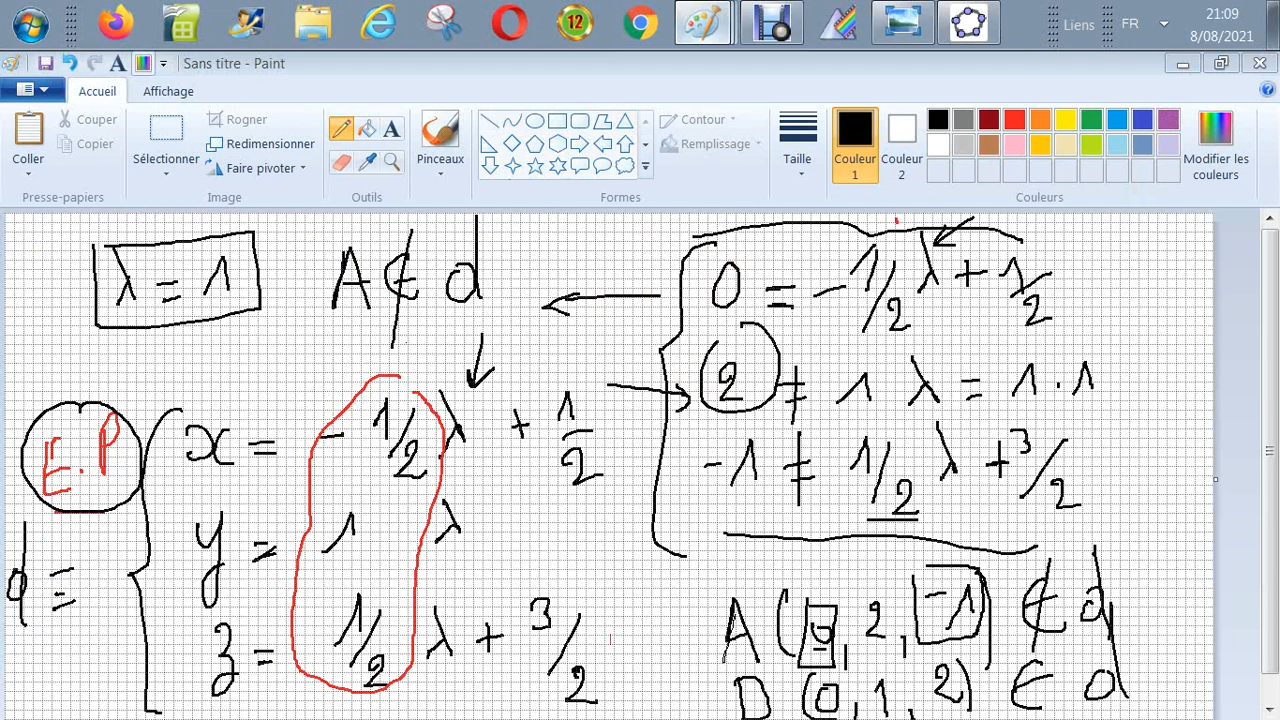 12
Liens
FR
21:09
8/08/2021
Sans titre - Paint
Accueil
Affichage
Coller
Couper
Copier
Presse-papiers
Sélectionner
Rogner
Redimensionner
Faire pivoter
Image
A
Outils
Pinceaux
Contour
Remplissage
Formes
Taille
Couleur 1
Couleur 2
Modifier les couleurs
Couleurs
λ = 1
A ∉ d
0 = - 1/2 λ + 1/2
2 ≠ 1 λ = 1 . 1
-1 ≠ 1/2 λ + 3/2
E.P
d =
x = - 1/2 λ + 1/2
y = 1 λ
z = 1/2 λ + 3/2
A (0, 2, -1) ∉ d
D (0, 1, 2) ∈ d